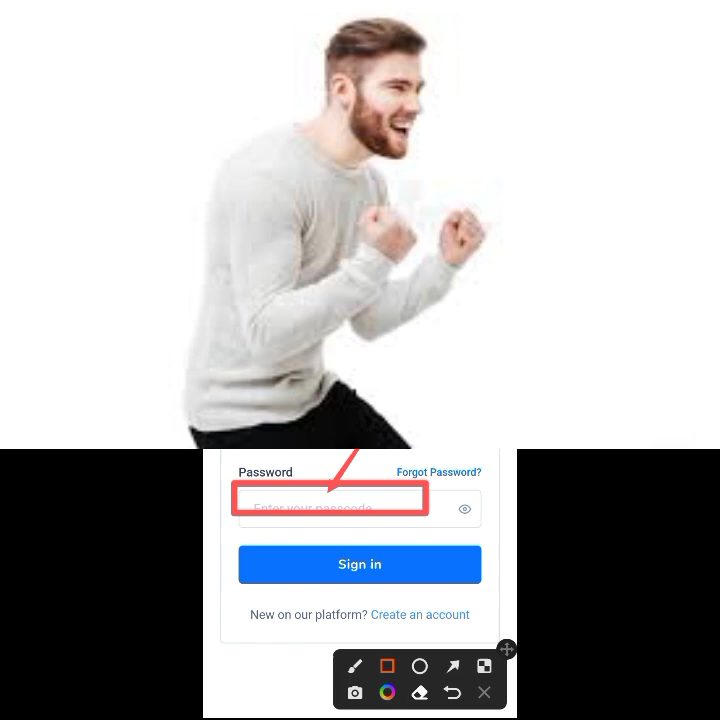 Password
Forgot Password?
Enter your passcode
Sign in
New on our platform? Create an account